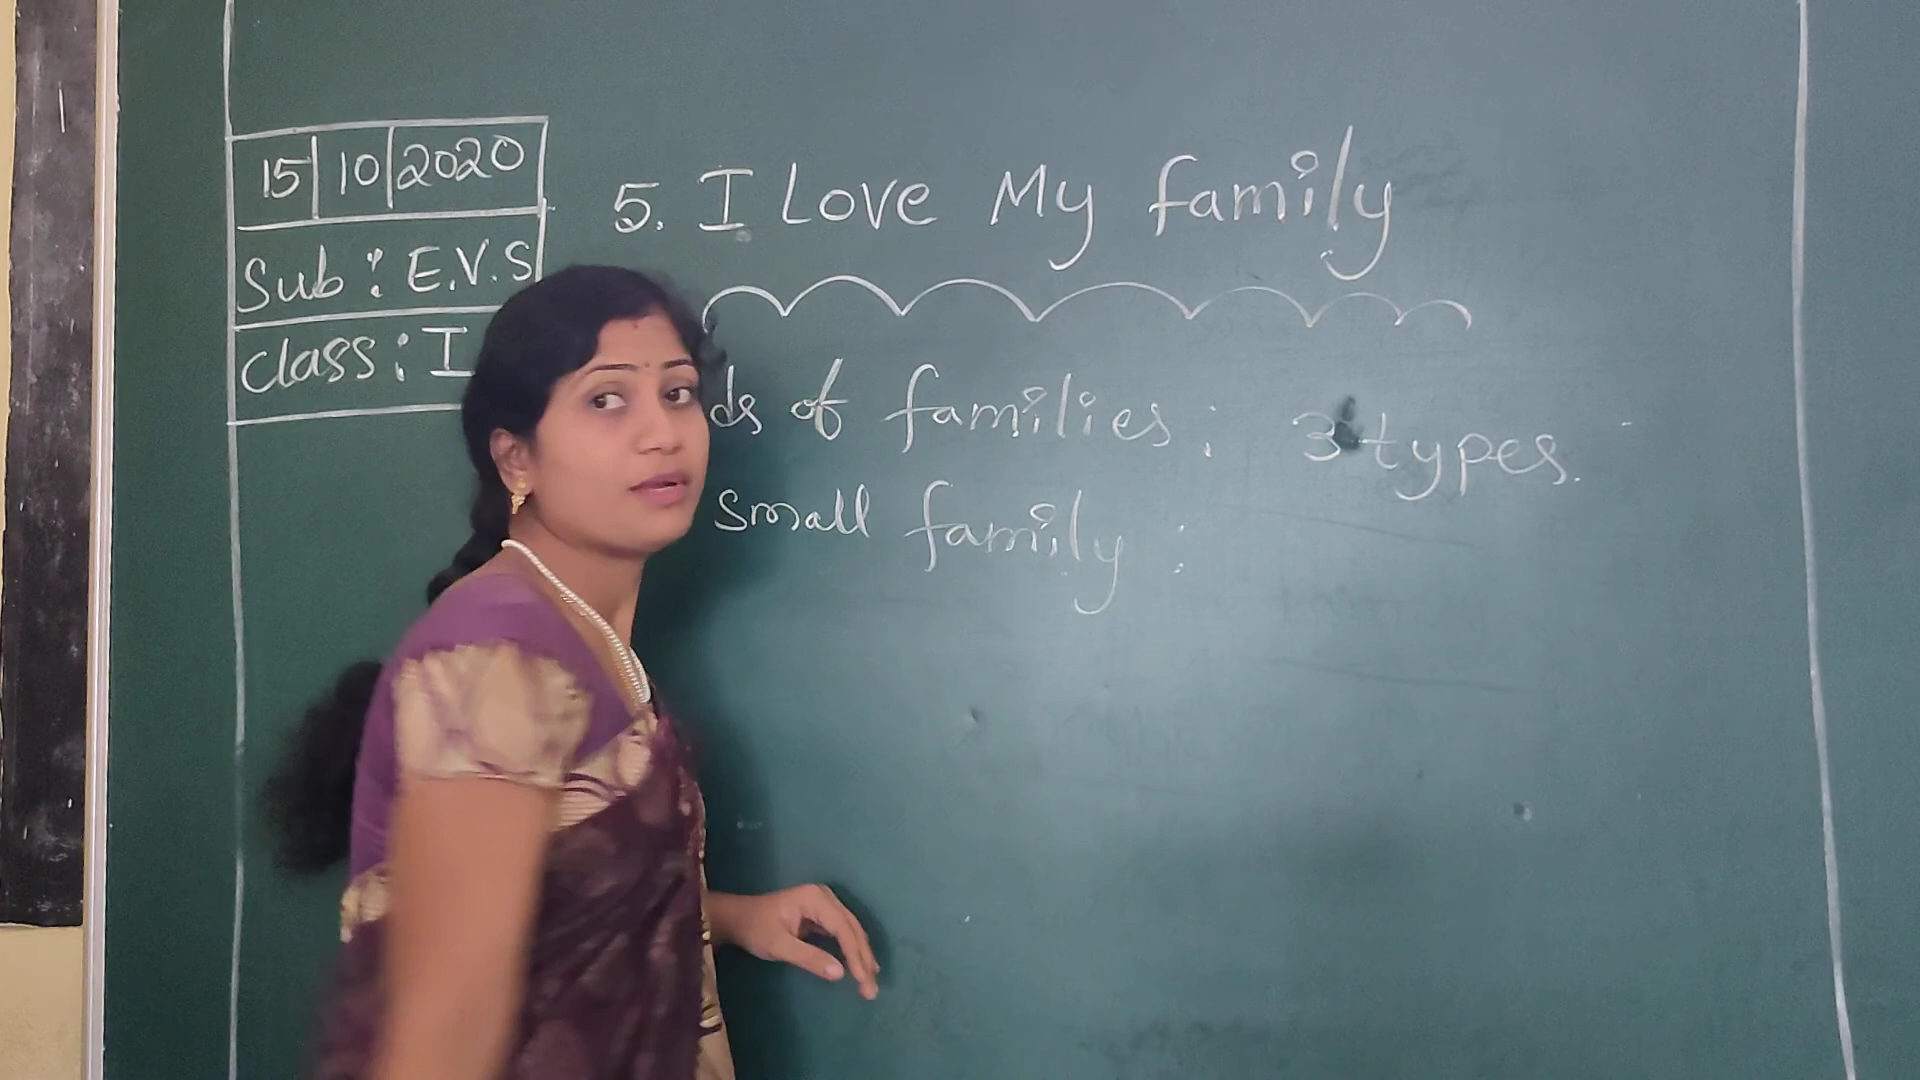 15 10 2020
Sub: E.V.S
Class: I
5. I Love My family
ds of families: 3 types.
Small family: